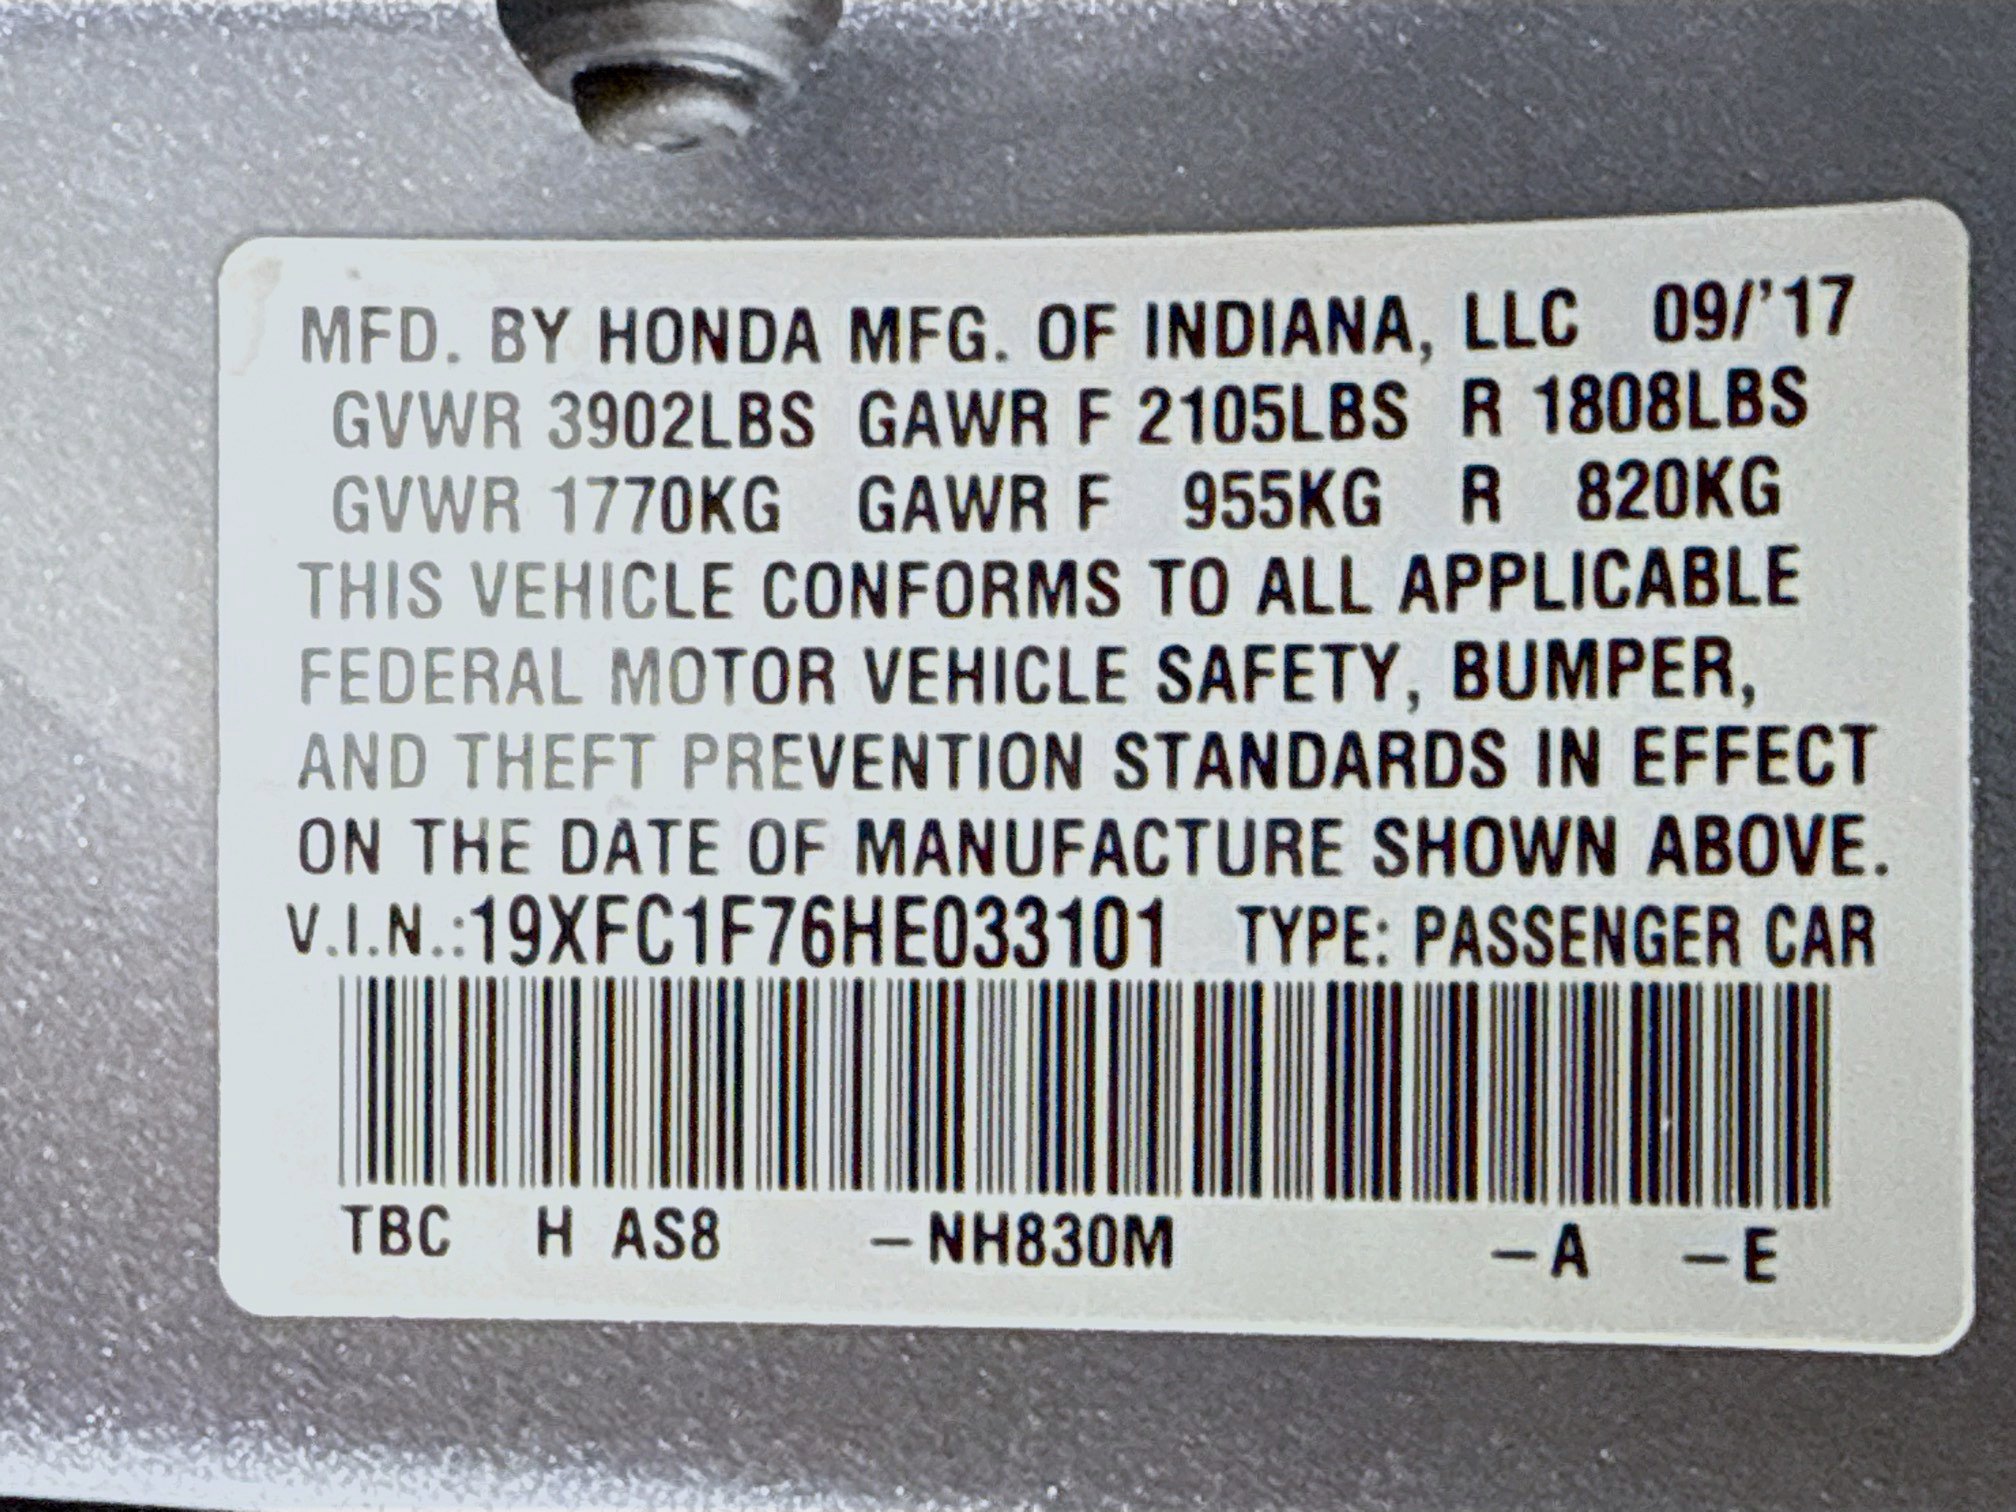 MFD. BY HONDA MFG. OF INDIANA, LLC 09/'17
GVWR 3902LBS GAWR F 2105LBS R 1808LBS
GVWR 1770KG GAWR F 955KG R 820KG
THIS VEHICLE CONFORMS TO ALL APPLICABLE
FEDERAL MOTOR VEHICLE SAFETY, BUMPER,
AND THEFT PREVENTION STANDARDS IN EFFECT
ON THE DATE OF MANUFACTURE SHOWN ABOVE.
V.I.N.:19XFC1F76HE033101 TYPE: PASSENGER CAR
TBC H AS8 –NH830M –A –E